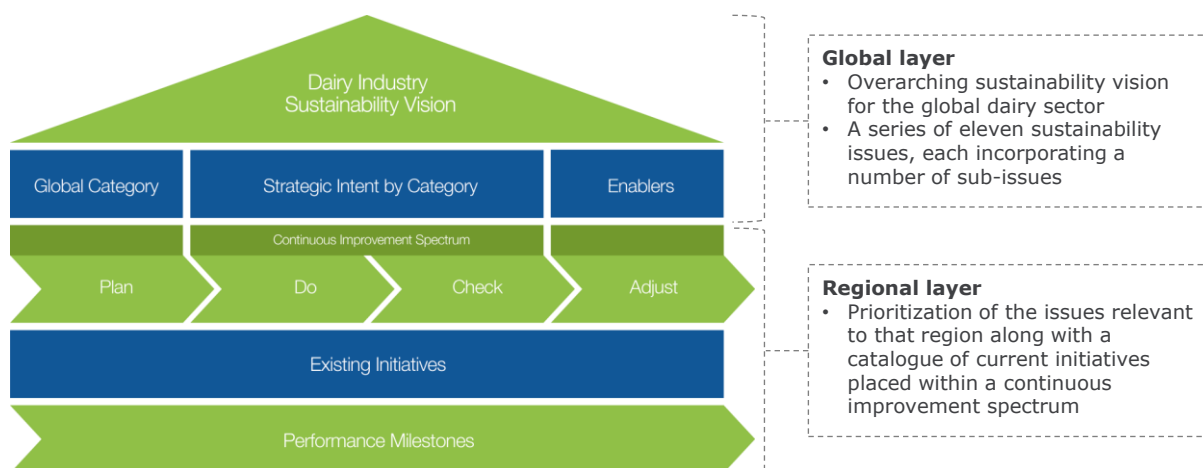 Dairy Industry
Sustainability Vision
Global Category
Strategic Intent by Category
Enablers
Continuous Improvement Spectrum
Plan
Do
Check
Adjust
Existing Initiatives
Performance Milestones
Global layer
• Overarching sustainability vision
for the global dairy sector
• A series of eleven sustainability
issues, each incorporating a
number of sub-issues
Regional layer
• Prioritization of the issues relevant
to that region along with a
catalogue of current initiatives
placed within a continuous
improvement spectrum